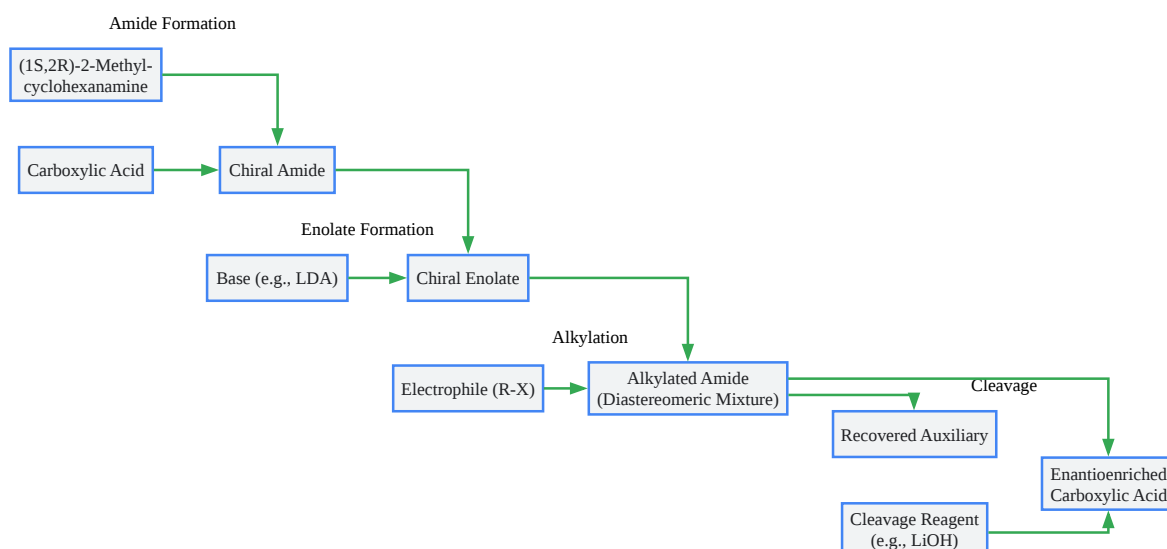 Amide Formation
(1S,2R)-2-Methyl-
cyclohexanamine
Carboxylic Acid
Chiral Amide
Enolate Formation
Base (e.g., LDA)
Chiral Enolate
Alkylation
Electrophile (R-X)
Alkylated Amide
(Diastereomeric Mixture)
Cleavage
Recovered Auxiliary
Enantioenriched
Carboxylic Acid
Cleavage Reagent
(e.g., LiOH)